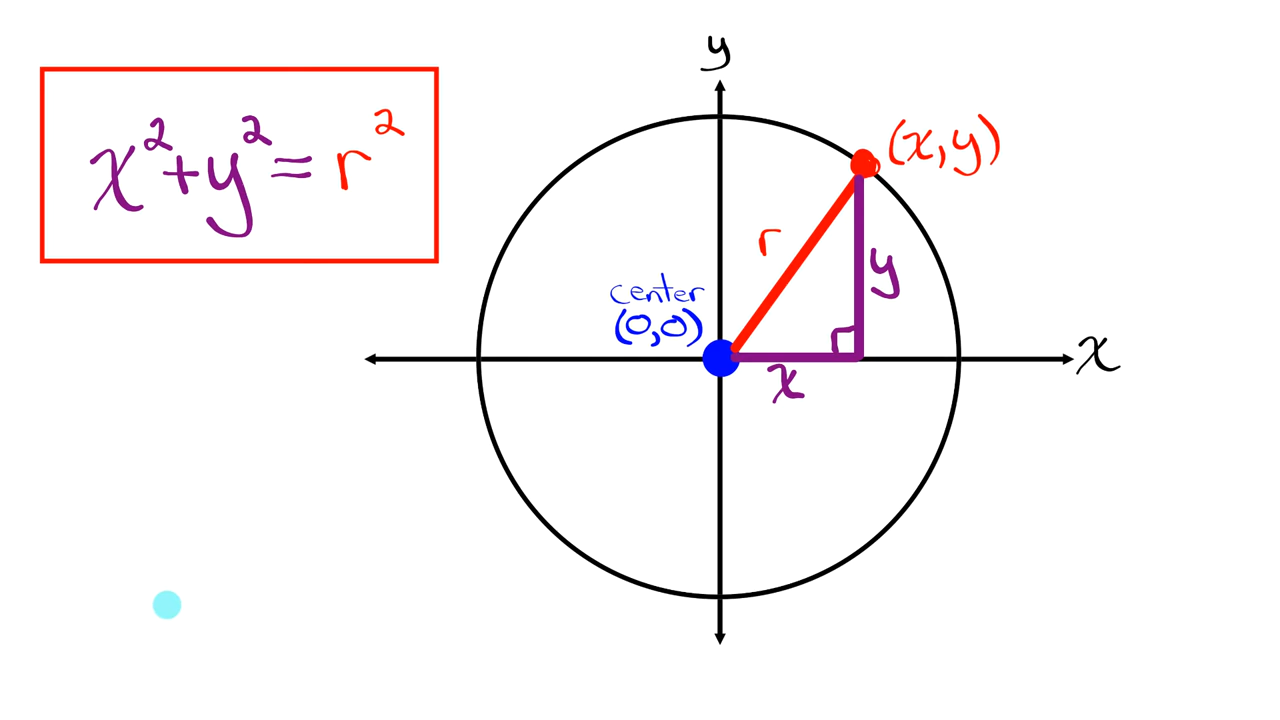 y
x² + y² = r²
(x,y)
r
y
center
(0,0)
x
x